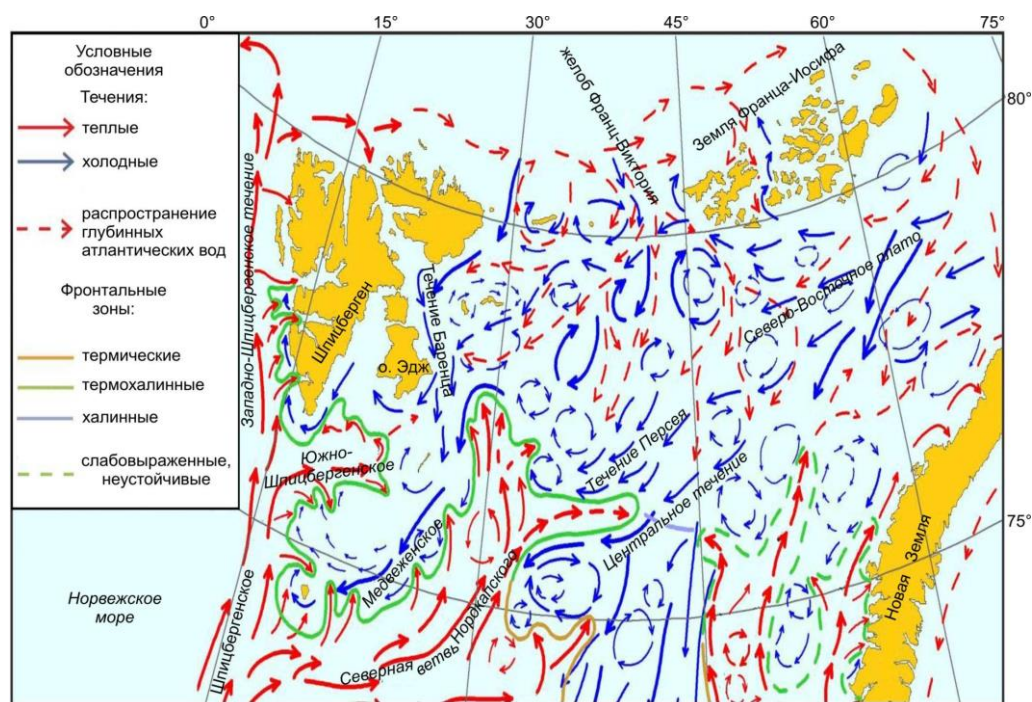 0°
15°
30°
45°
60°
75°
80°
75°
Условные
обозначения
Течения:
теплые
холодные
распространение
глубинных
атлантических вод
Фронтальные
зоны:
термические
термохалинные
халинные
слабовыраженные,
неустойчивые
Западно-Шпицбергенское течение
Шпицберген
о. Эдж
Течение Баренца
желоб Франц-Виктория
Земля Франца-Иосифа
Северо-Восточное плато
Южно-
Шпицбергенское
Течение Персея
Центральное течение
Медвеженское
Новая Земля
Норвежское
море
Шпицбергенское
Северная
ветвь Нордкапского